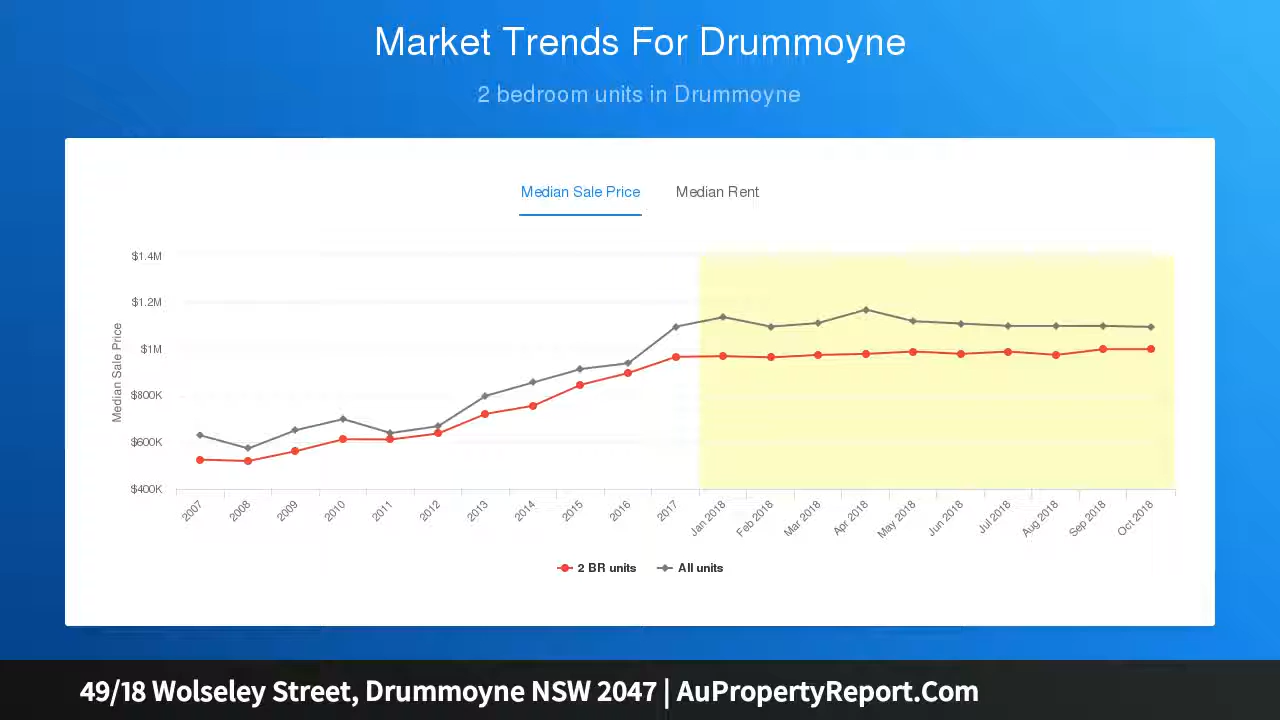 Market Trends For Drummoyne
2 bedroom units in Drummoyne
Median Sale Price Median Rent
$1.4M
$1.2M
$1M
$800K
$600K
$400K
Median Sale Price
2007 2008 2009 2010 2011 2012 2013 2014 2015 2016 2017 Jan 2018 Feb 2018 Mar 2018 Apr 2018 May 2018 Jun 2018 Jul 2018 Aug 2018 Sep 2018 Oct 2018
2 BR units All units
49/18 Wolseley Street, Drummoyne NSW 2047 | AuPropertyReport.Com